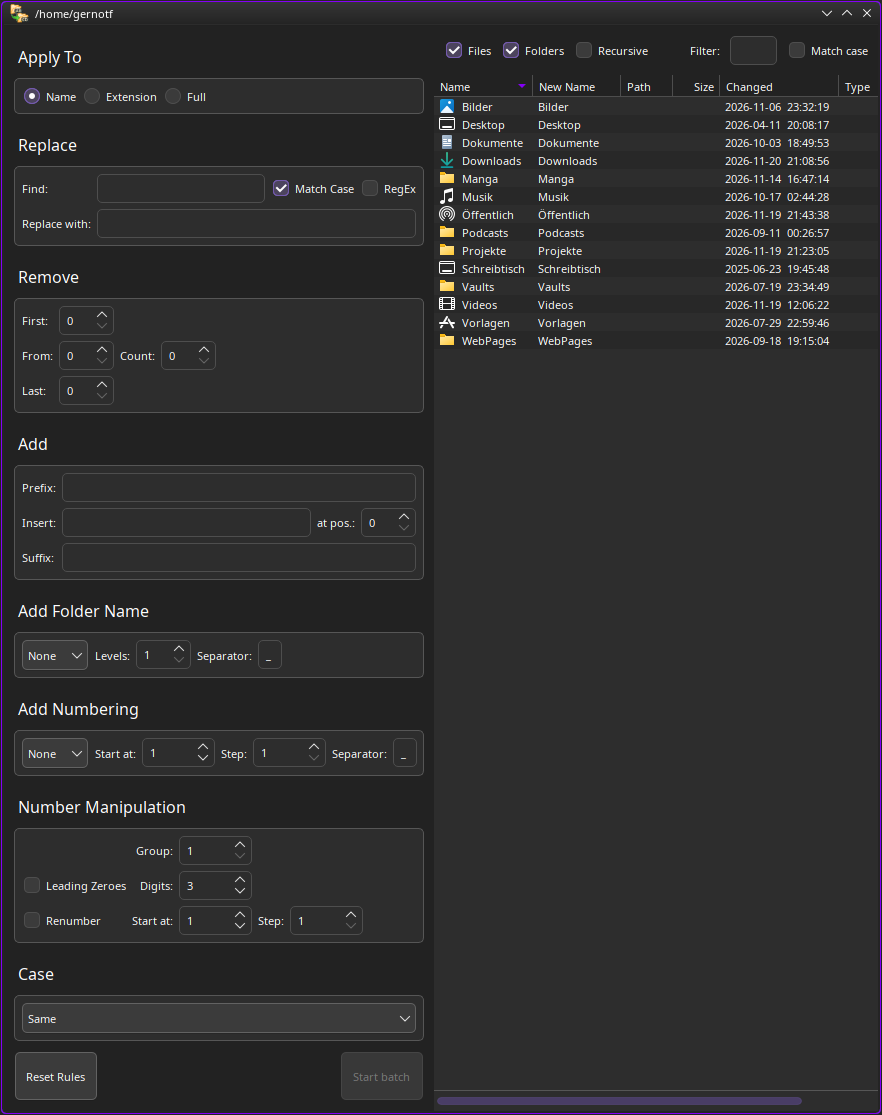 /home/gernotf
Apply To
Name Extension Full
Replace
Find: Match Case RegEx
Replace with:
Remove
First: 0
From: 0 Count: 0
Last: 0
Add
Prefix:
Insert: at pos.: 0
Suffix:
Add Folder Name
None Levels: 1 Separator: _
Add Numbering
None Start at: 1 Step: 1 Separator: _
Number Manipulation
Group: 1
Leading Zeroes Digits: 3
Renumber Start at: 1 Step: 1
Case
Same
Reset Rules Start batch
Files Folders Recursive Filter: Match case
Name New Name Path Size Changed Type
Bilder Bilder 2026-11-06 23:32:19
Desktop Desktop 2026-04-11 20:08:17
Dokumente Dokumente 2026-10-03 18:49:53
Downloads Downloads 2026-11-20 21:08:56
Manga Manga 2026-11-14 16:47:14
Musik Musik 2026-10-17 02:44:28
Öffentlich Öffentlich 2026-11-19 21:43:38
Podcasts Podcasts 2026-09-11 00:26:57
Projekte Projekte 2026-11-19 21:23:05
Schreibtisch Schreibtisch 2025-06-23 19:45:48
Vaults Vaults 2026-07-19 23:34:49
Videos Videos 2026-11-19 12:06:22
Vorlagen Vorlagen 2026-07-29 22:59:46
WebPages WebPages 2026-09-18 19:15:04